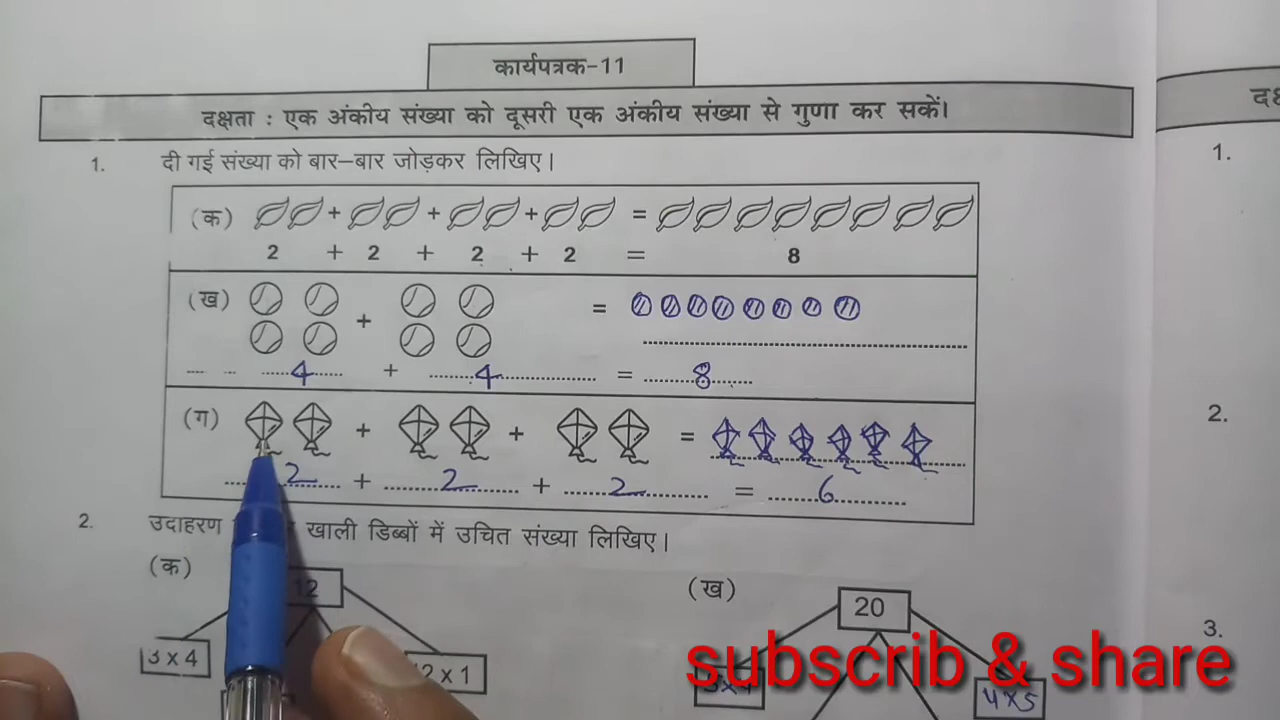 कार्यपत्रक-11
दक्षता : एक अंकीय संख्या को दूसरी एक अंकीय संख्या से गुणा कर सकें।
1. दी गई संख्या को बार-बार जोड़कर लिखिए।
(क) + + + =
2 + 2 + 2 + 2 = 8
(ख) + =
4 + 4 = 8
(ग) + + =
2 + 2 + 2 = 6
2. उदाहरण खाली डिब्बों में उचित संख्या लिखिए।
(क) 12
3 x 4
2 x 1
(ख) 20
4x5
1.
2.
3.
subscrib & share